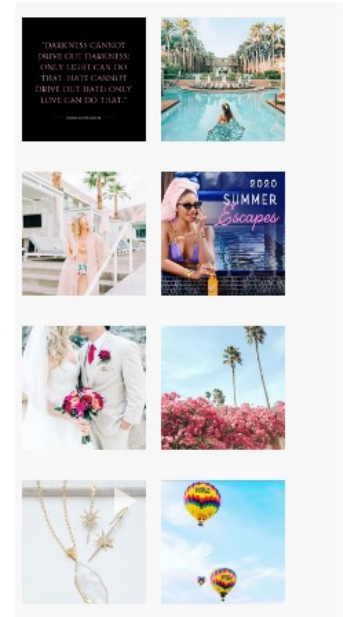 "DARKNESS CANNOT
DRIVE OUT DARKNESS:
ONLY LIGHT CAN DO
THAT. HATE CANNOT
DRIVE OUT HATE; ONLY
LOVE CAN DO THAT."
2020
SUMMER
Escapes